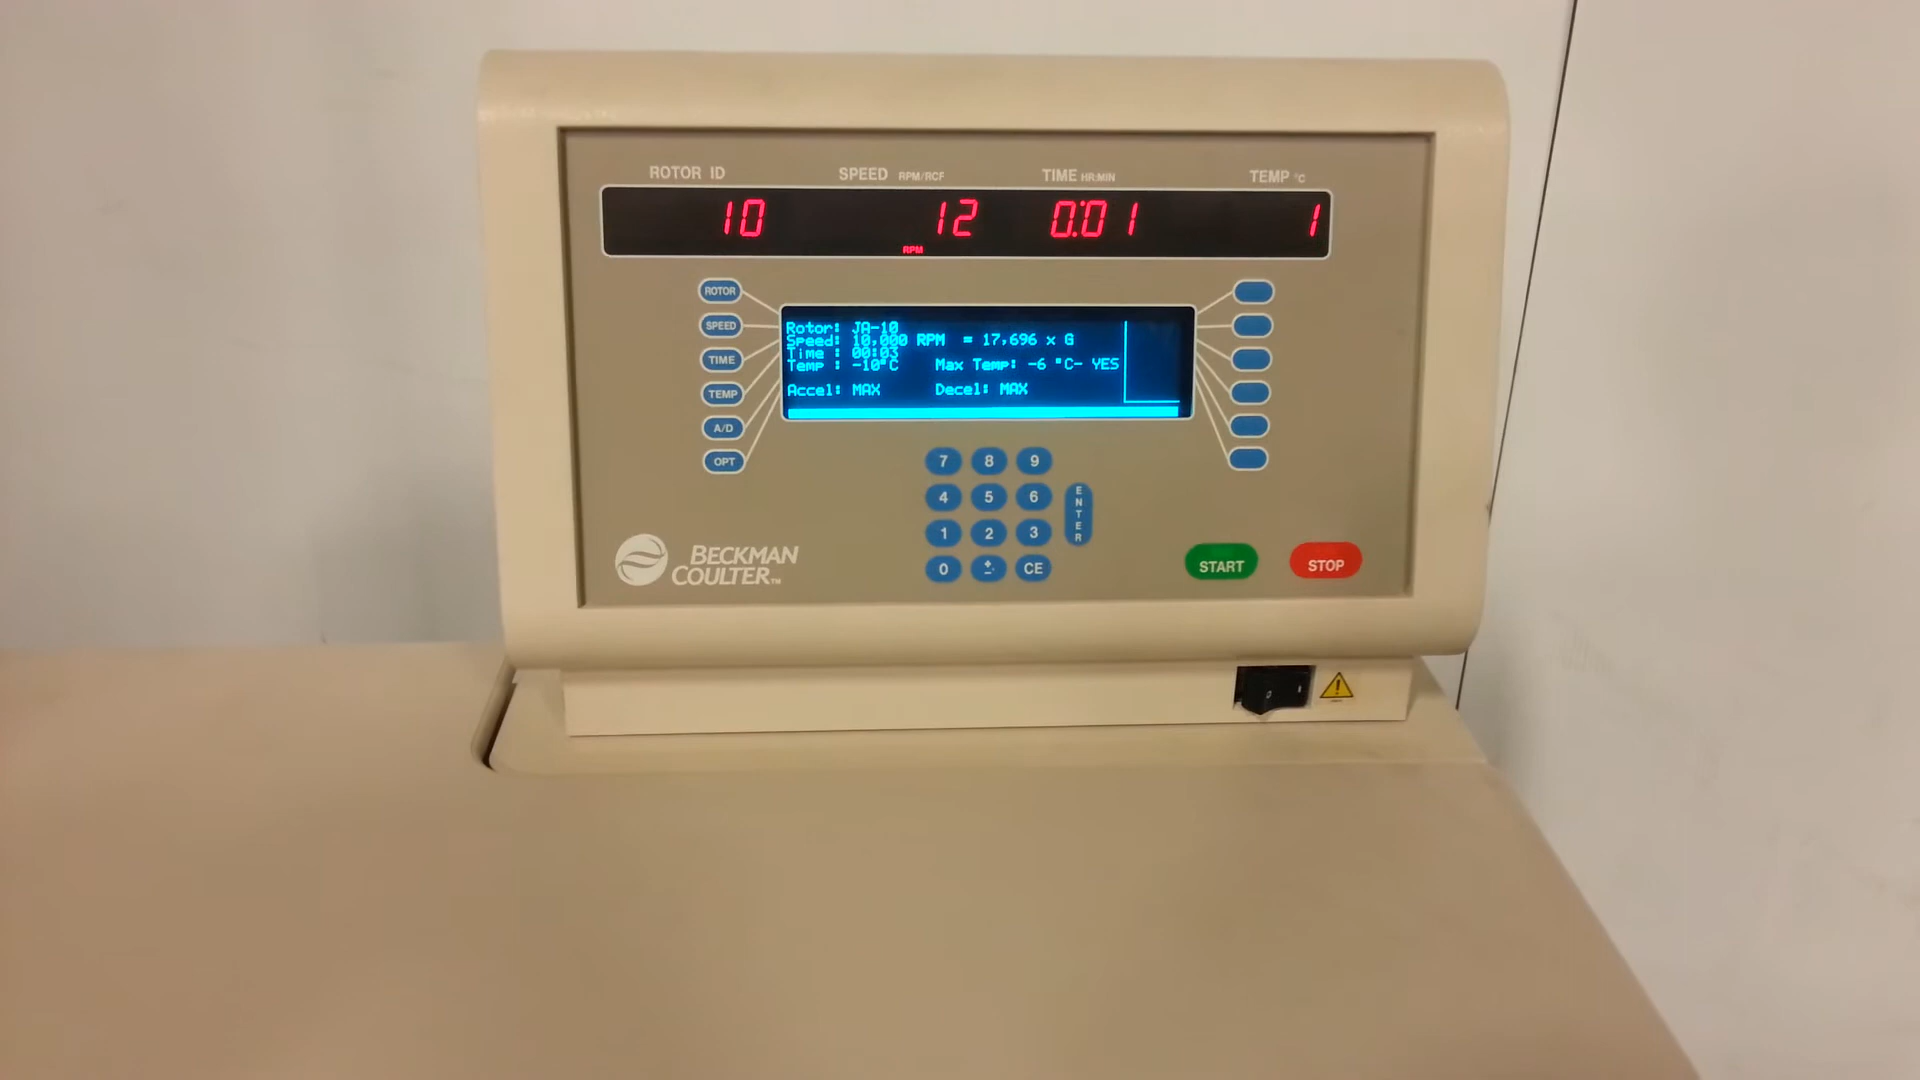 ROTOR ID SPEED RPM/RCF TIME HR:MIN TEMP °C
10 12 0:01 1
RPM
ROTOR
SPEED
TIME
TEMP
A/D
OPT
Rotor: JA-10
Speed: 10,000 RPM = 17,696 x G
Time : 00:03
Temp : -10°C Max Temp: -6 °C- YES
Accel: MAX Decel: MAX
7 8 9
4 5 6
1 2 3
0 +-. CE
ENTER
BECKMAN
COULTER™
START STOP